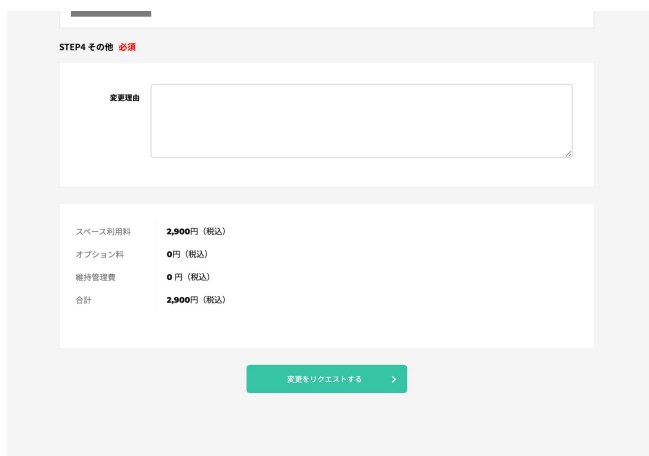 STEP4 その他 必須
変更理由
スペース利用料 2,900円（税込）
オプション料 0円（税込）
維持管理費 0 円（税込）
合計 2,900円（税込）
変更をリクエストする